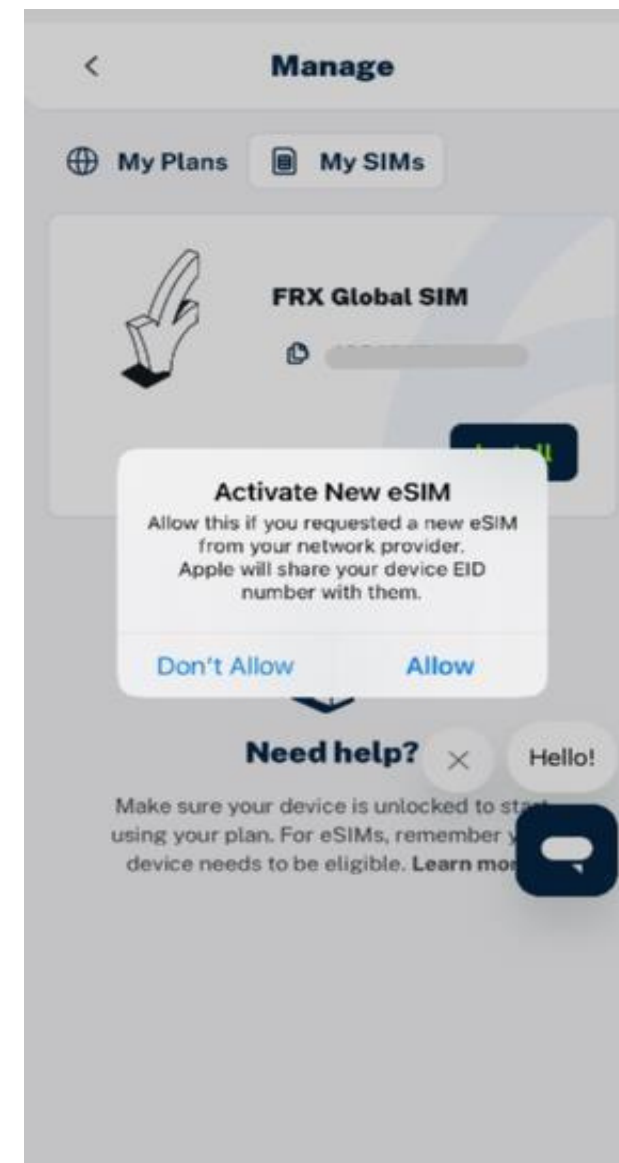 Manage
My Plans My SIMs
FRX Global SIM
Activate New eSIM
Allow this if you requested a new eSIM
from your network provider.
Apple will share your device EID
number with them.
Don't Allow Allow
Need help?
Hello!
Make sure your device is unlocked to
using your plan. For eSIMs, remember
device needs to be eligible. Learn